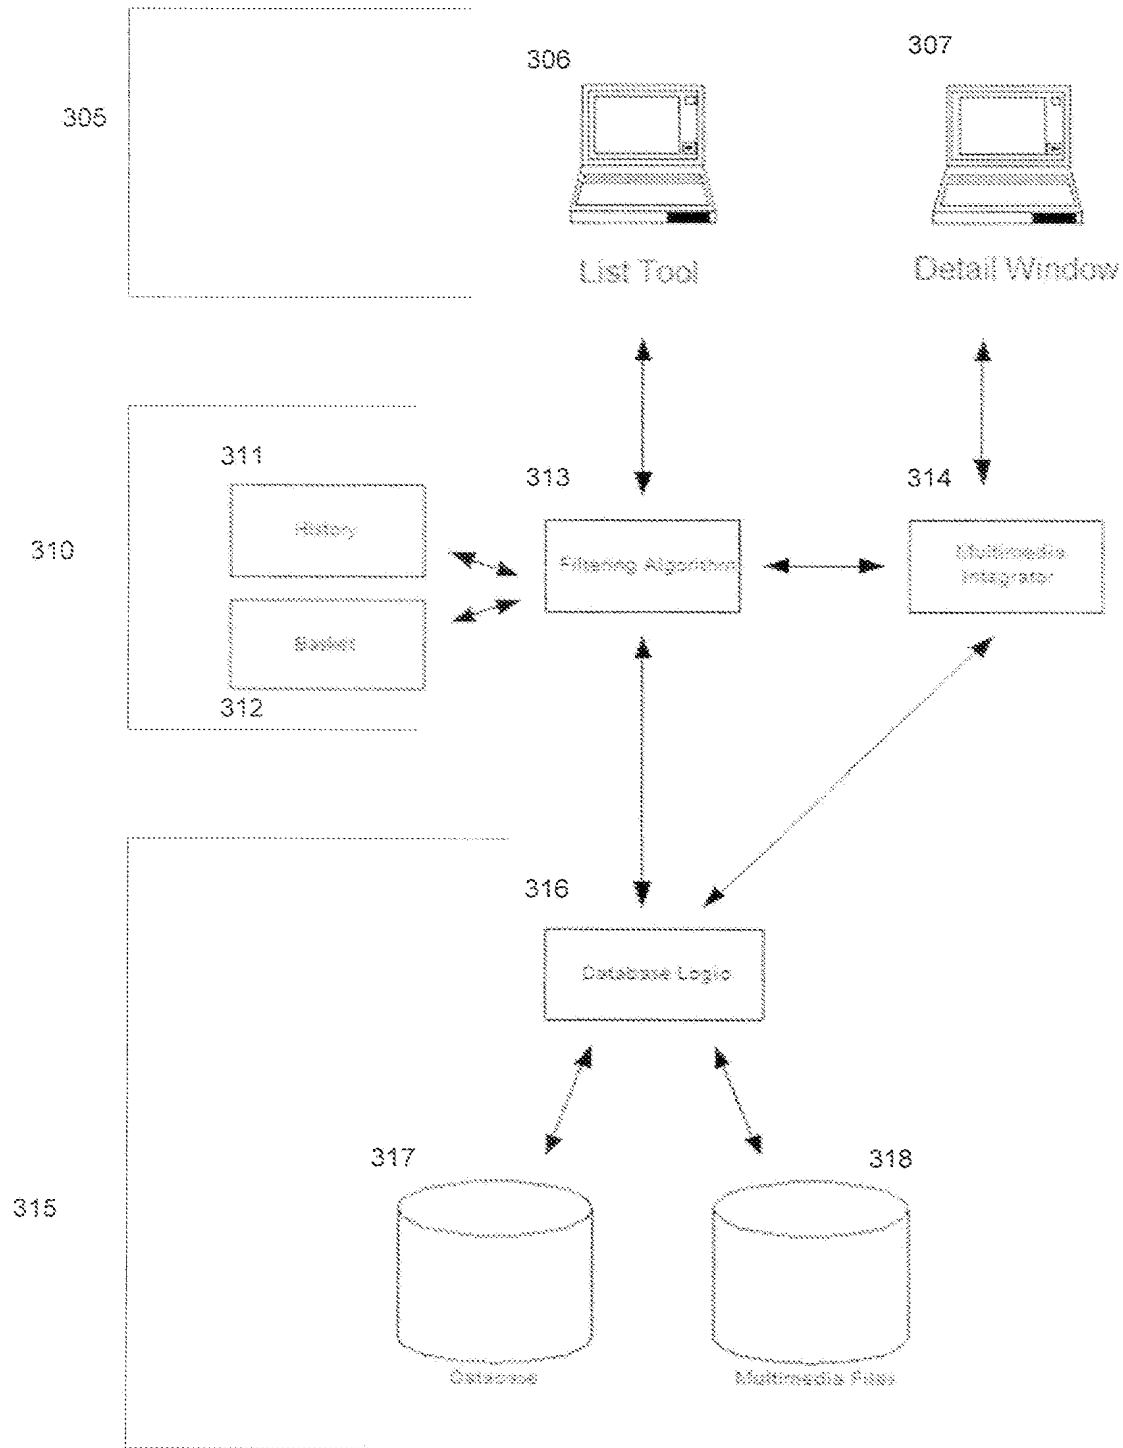 306
307
305
List Tool
Detail Window
311
313
314
310
History
Filtering Algorithm
Multimedia
Integrator
Basket
312
316
Database Logic
317
318
315
Database
Multimedia Files